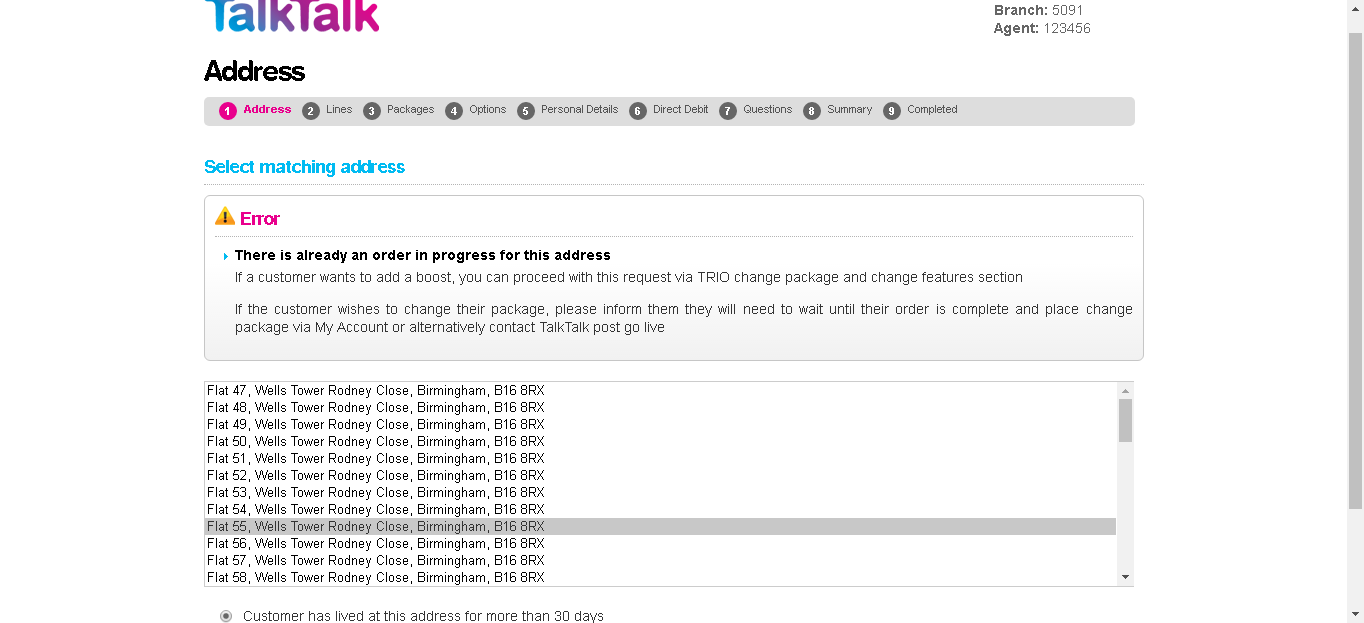 TalkTalk
Branch: 5091
Agent: 123456
Address
1 Address 2 Lines 3 Packages 4 Options 5 Personal Details 6 Direct Debit 7 Questions 8 Summary 9 Completed
Select matching address
Error
There is already an order in progress for this address
If a customer wants to add a boost, you can proceed with this request via TRIO change package and change features section
If the customer wishes to change their package, please inform them they will need to wait until their order is complete and place change
package via My Account or alternatively contact TalkTalk post go live
Flat 47, Wells Tower Rodney Close, Birmingham, B16 8RX
Flat 48, Wells Tower Rodney Close, Birmingham, B16 8RX
Flat 49, Wells Tower Rodney Close, Birmingham, B16 8RX
Flat 50, Wells Tower Rodney Close, Birmingham, B16 8RX
Flat 51, Wells Tower Rodney Close, Birmingham, B16 8RX
Flat 52, Wells Tower Rodney Close, Birmingham, B16 8RX
Flat 53, Wells Tower Rodney Close, Birmingham, B16 8RX
Flat 54, Wells Tower Rodney Close, Birmingham, B16 8RX
Flat 55, Wells Tower Rodney Close, Birmingham, B16 8RX
Flat 56, Wells Tower Rodney Close, Birmingham, B16 8RX
Flat 57, Wells Tower Rodney Close, Birmingham, B16 8RX
Flat 58, Wells Tower Rodney Close, Birmingham, B16 8RX
Customer has lived at this address for more than 30 days